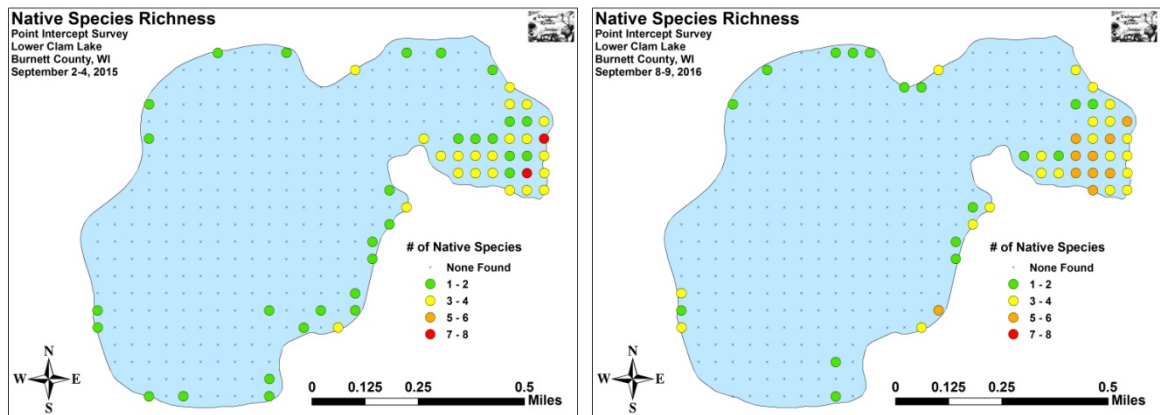 Native Species Richness
Point Intercept Survey
Lower Clam Lake
Burnett County, WI
September 2-4, 2015
# of Native Species
None Found
1 - 2
3 - 4
5 - 6
7 - 8
N
W E
S
0 0.125 0.25 0.5
Miles
Native Species Richness
Point Intercept Survey
Lower Clam Lake
Burnett County, WI
September 8-9, 2016
# of Native Species
None Found
1 - 2
3 - 4
5 - 6
7 - 8
N
W E
S
0 0.125 0.25 0.5
Miles